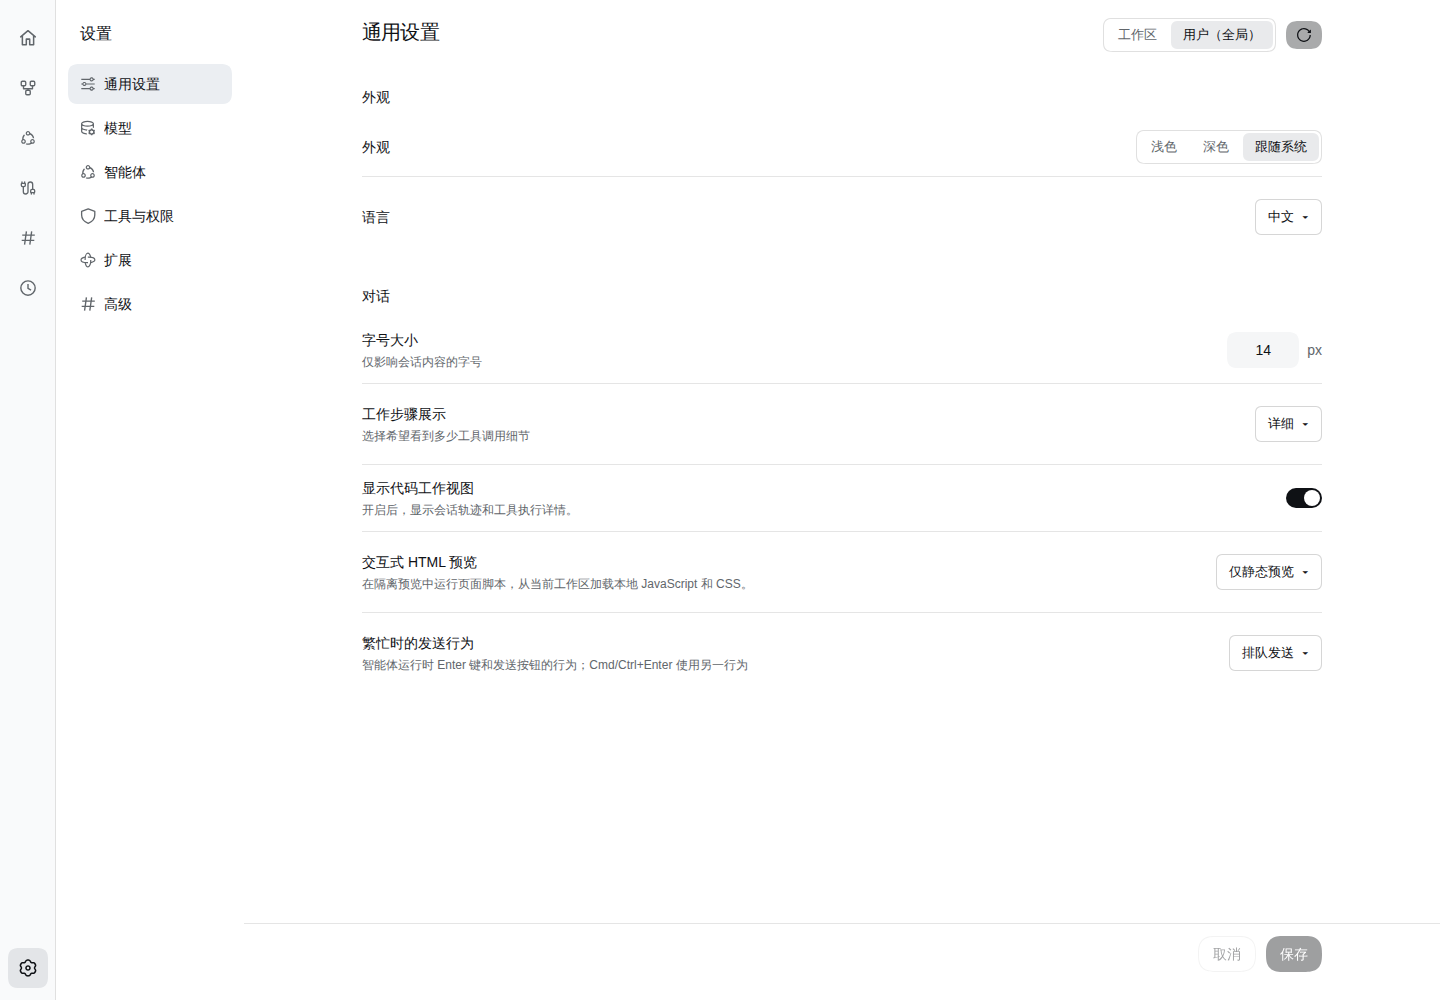 设置
通用设置
模型
智能体
工具与权限
扩展
高级
通用设置
工作区 用户（全局）
外观
外观
浅色 深色 跟随系统
语言
中文
对话
字号大小
仅影响会话内容的字号
14 px
工作步骤展示
选择希望看到多少工具调用细节
详细
显示代码工作视图
开启后，显示会话轨迹和工具执行详情。
交互式 HTML 预览
在隔离预览中运行页面脚本，从当前工作区加载本地 JavaScript 和 CSS。
仅静态预览
繁忙时的发送行为
智能体运行时 Enter 键和发送按钮的行为；Cmd/Ctrl+Enter 使用另一行为
排队发送
取消 保存